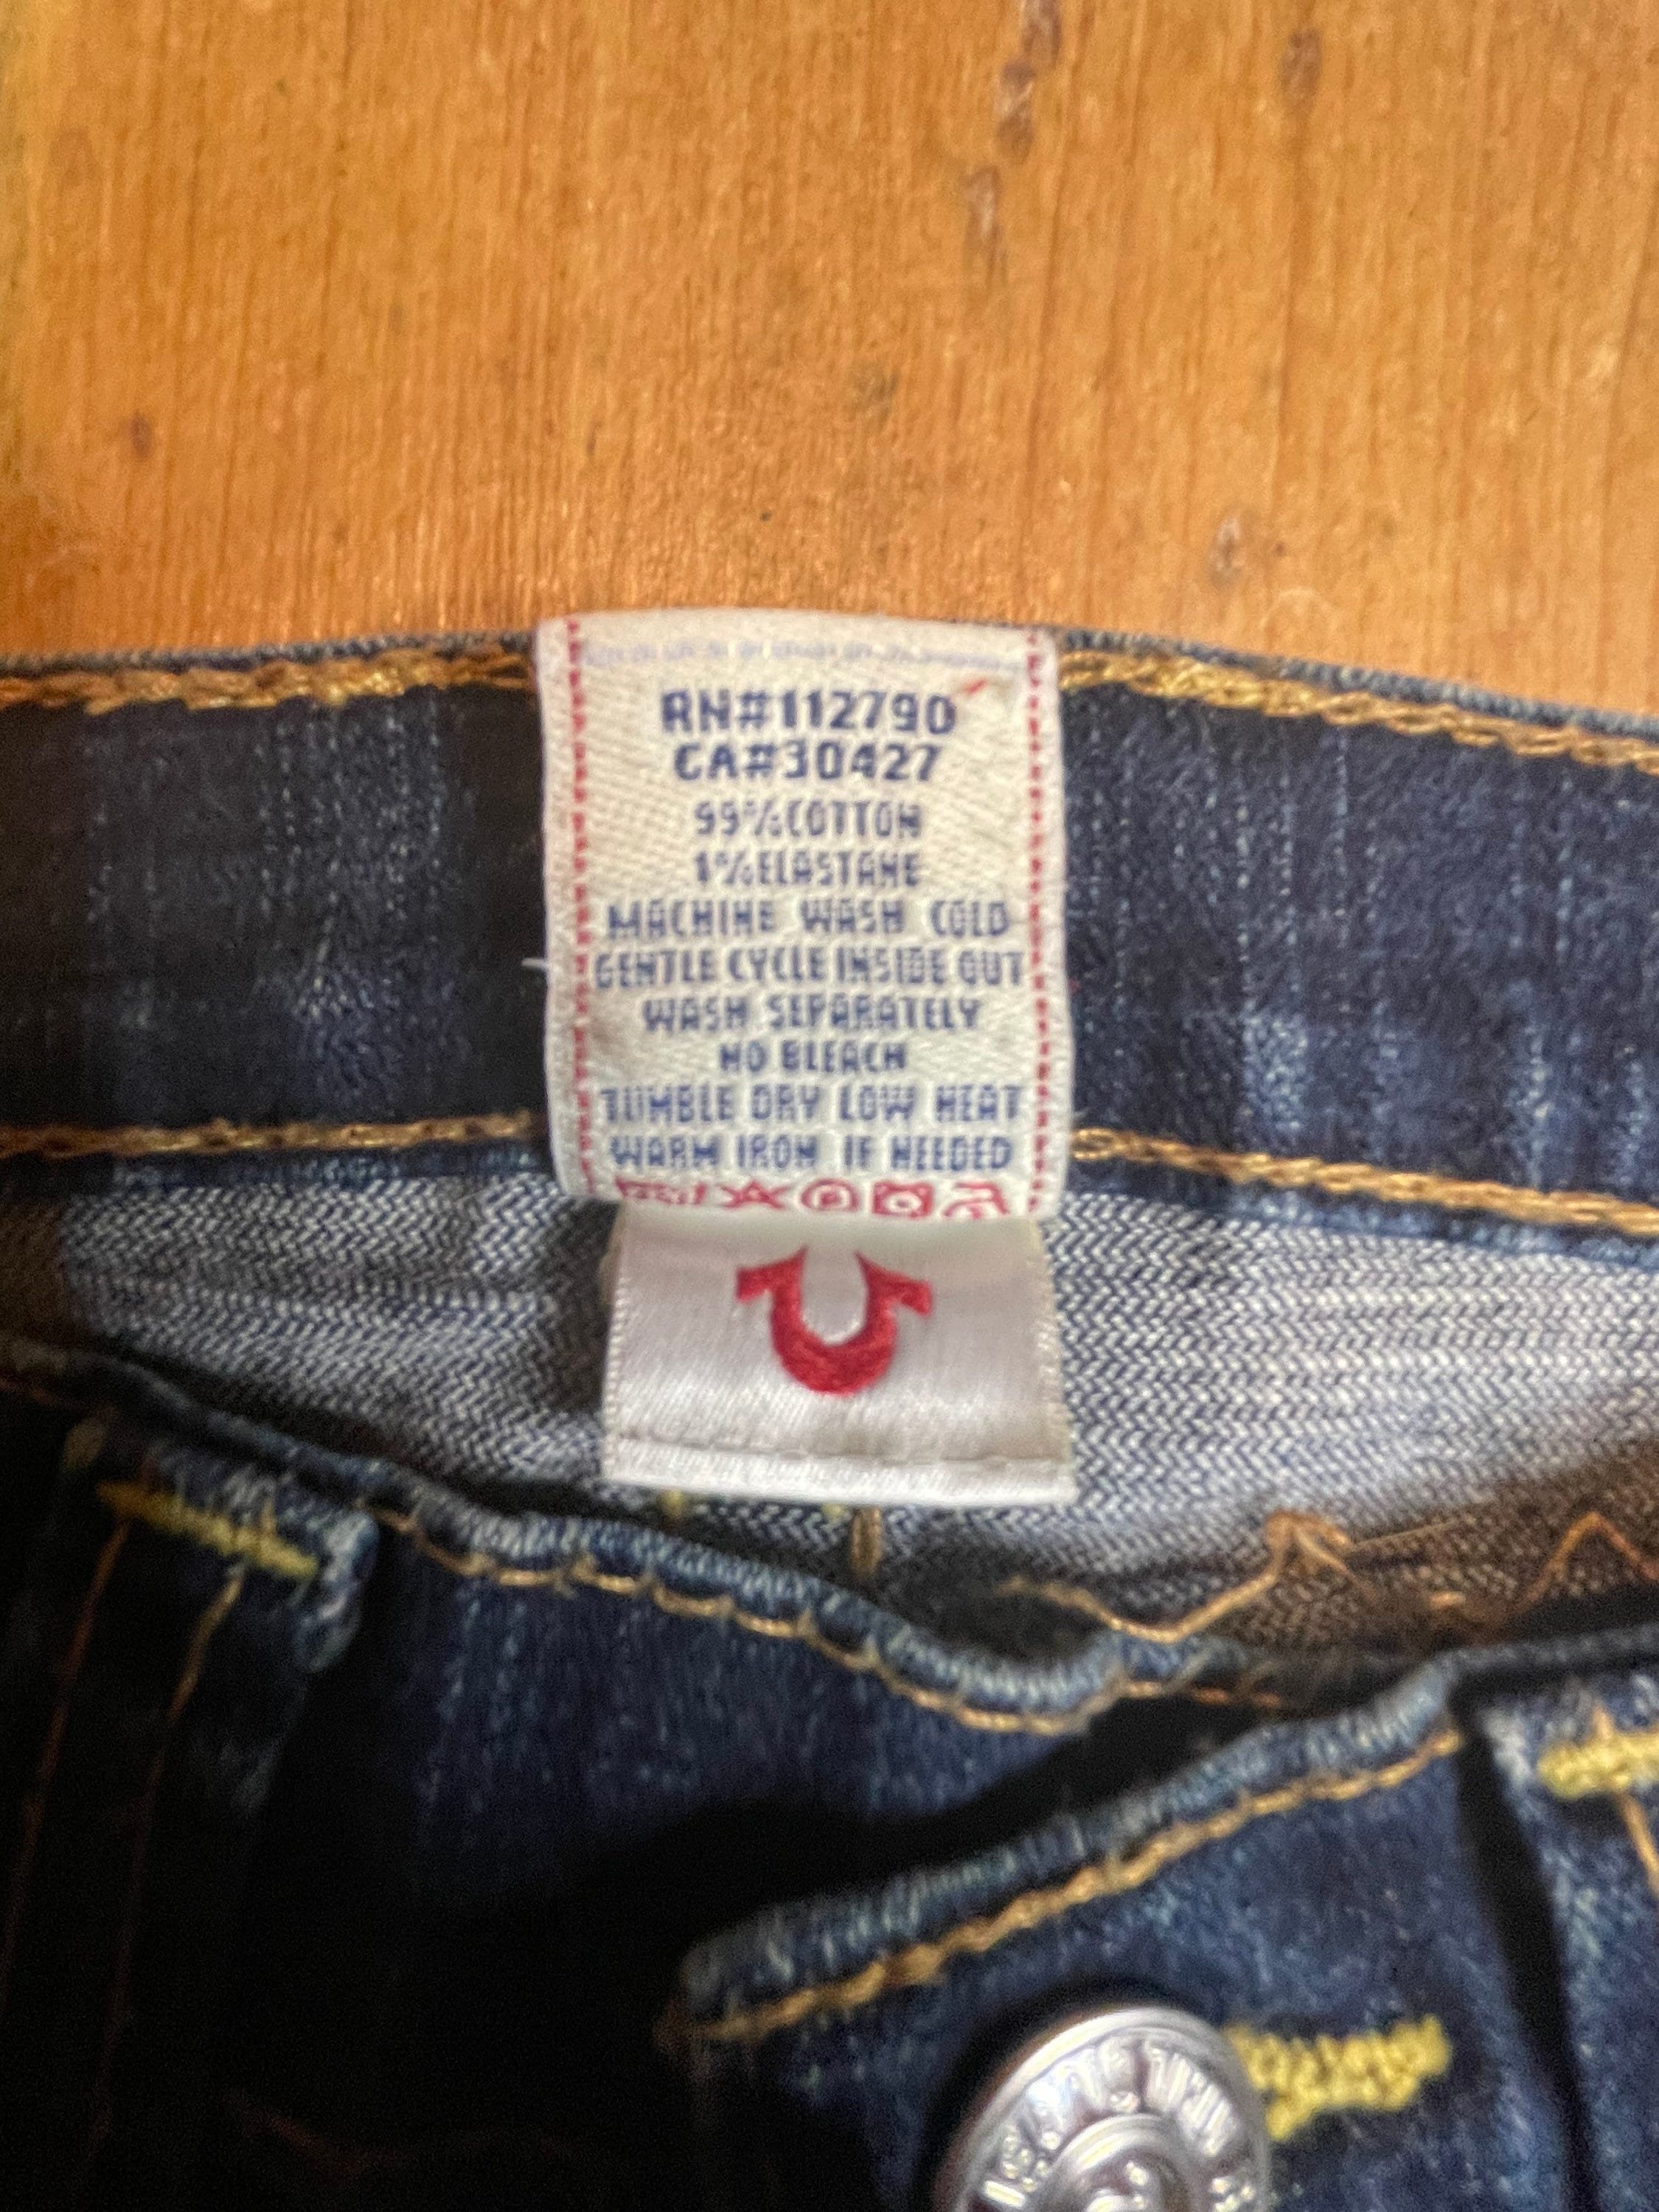 RN#112790
CA#30427
99%COTTON
1%ELASTANE
MACHINE WASH COLD
GENTLE CYCLE INSIDE OUT
WASH SEPARATELY
NO BLEACH
TUMBLE DRY LOW HEAT
WARM IRON IF NEEDED